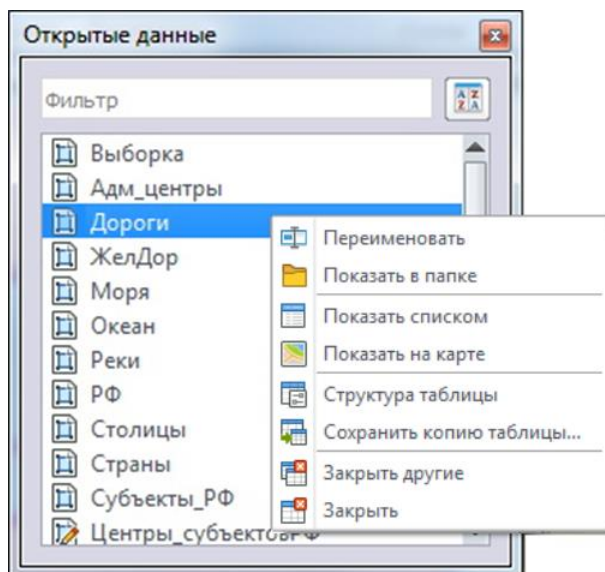 Открытые данные
Фильтр
Выборка
Адм_центры
Дороги
ЖелДор
Моря
Океан
Реки
РФ
Столицы
Страны
Субъекты_РФ
Центры_субъектовРФ
Переименовать
Показать в папке
Показать списком
Показать на карте
Структура таблицы
Сохранить копию таблицы...
Закрыть другие
Закрыть